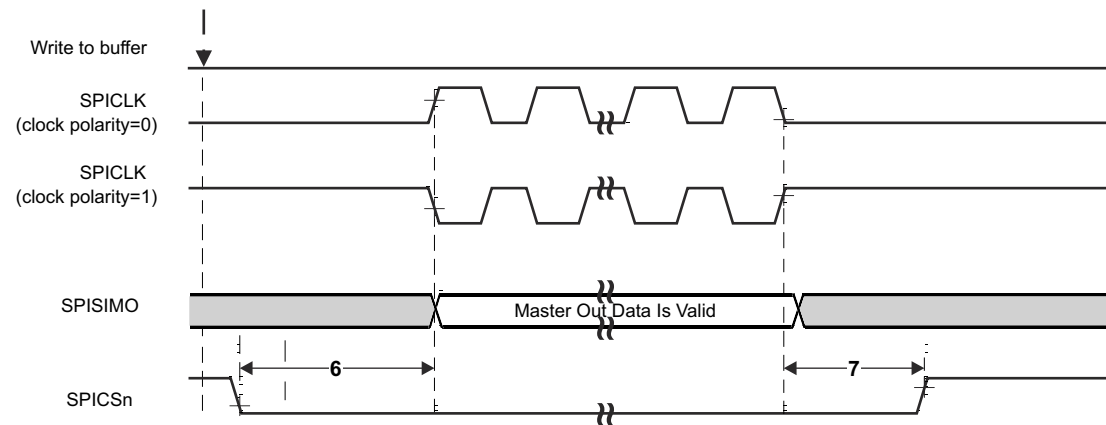 Write to buffer
SPICLK
(clock polarity=0)
SPICLK
(clock polarity=1)
SPISIMO
Master Out Data Is Valid
6
7
SPICSn